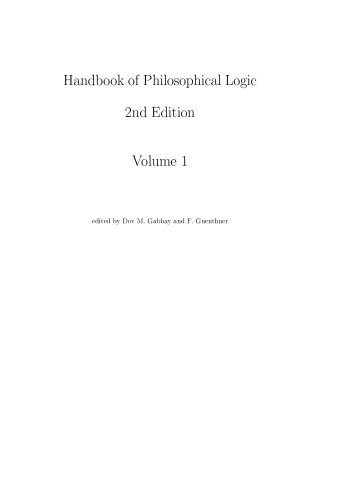 Handbook of Philosophical Logic
2nd Edition
Volume 1
edited by Dov M. Gabbay and F. Guenthner